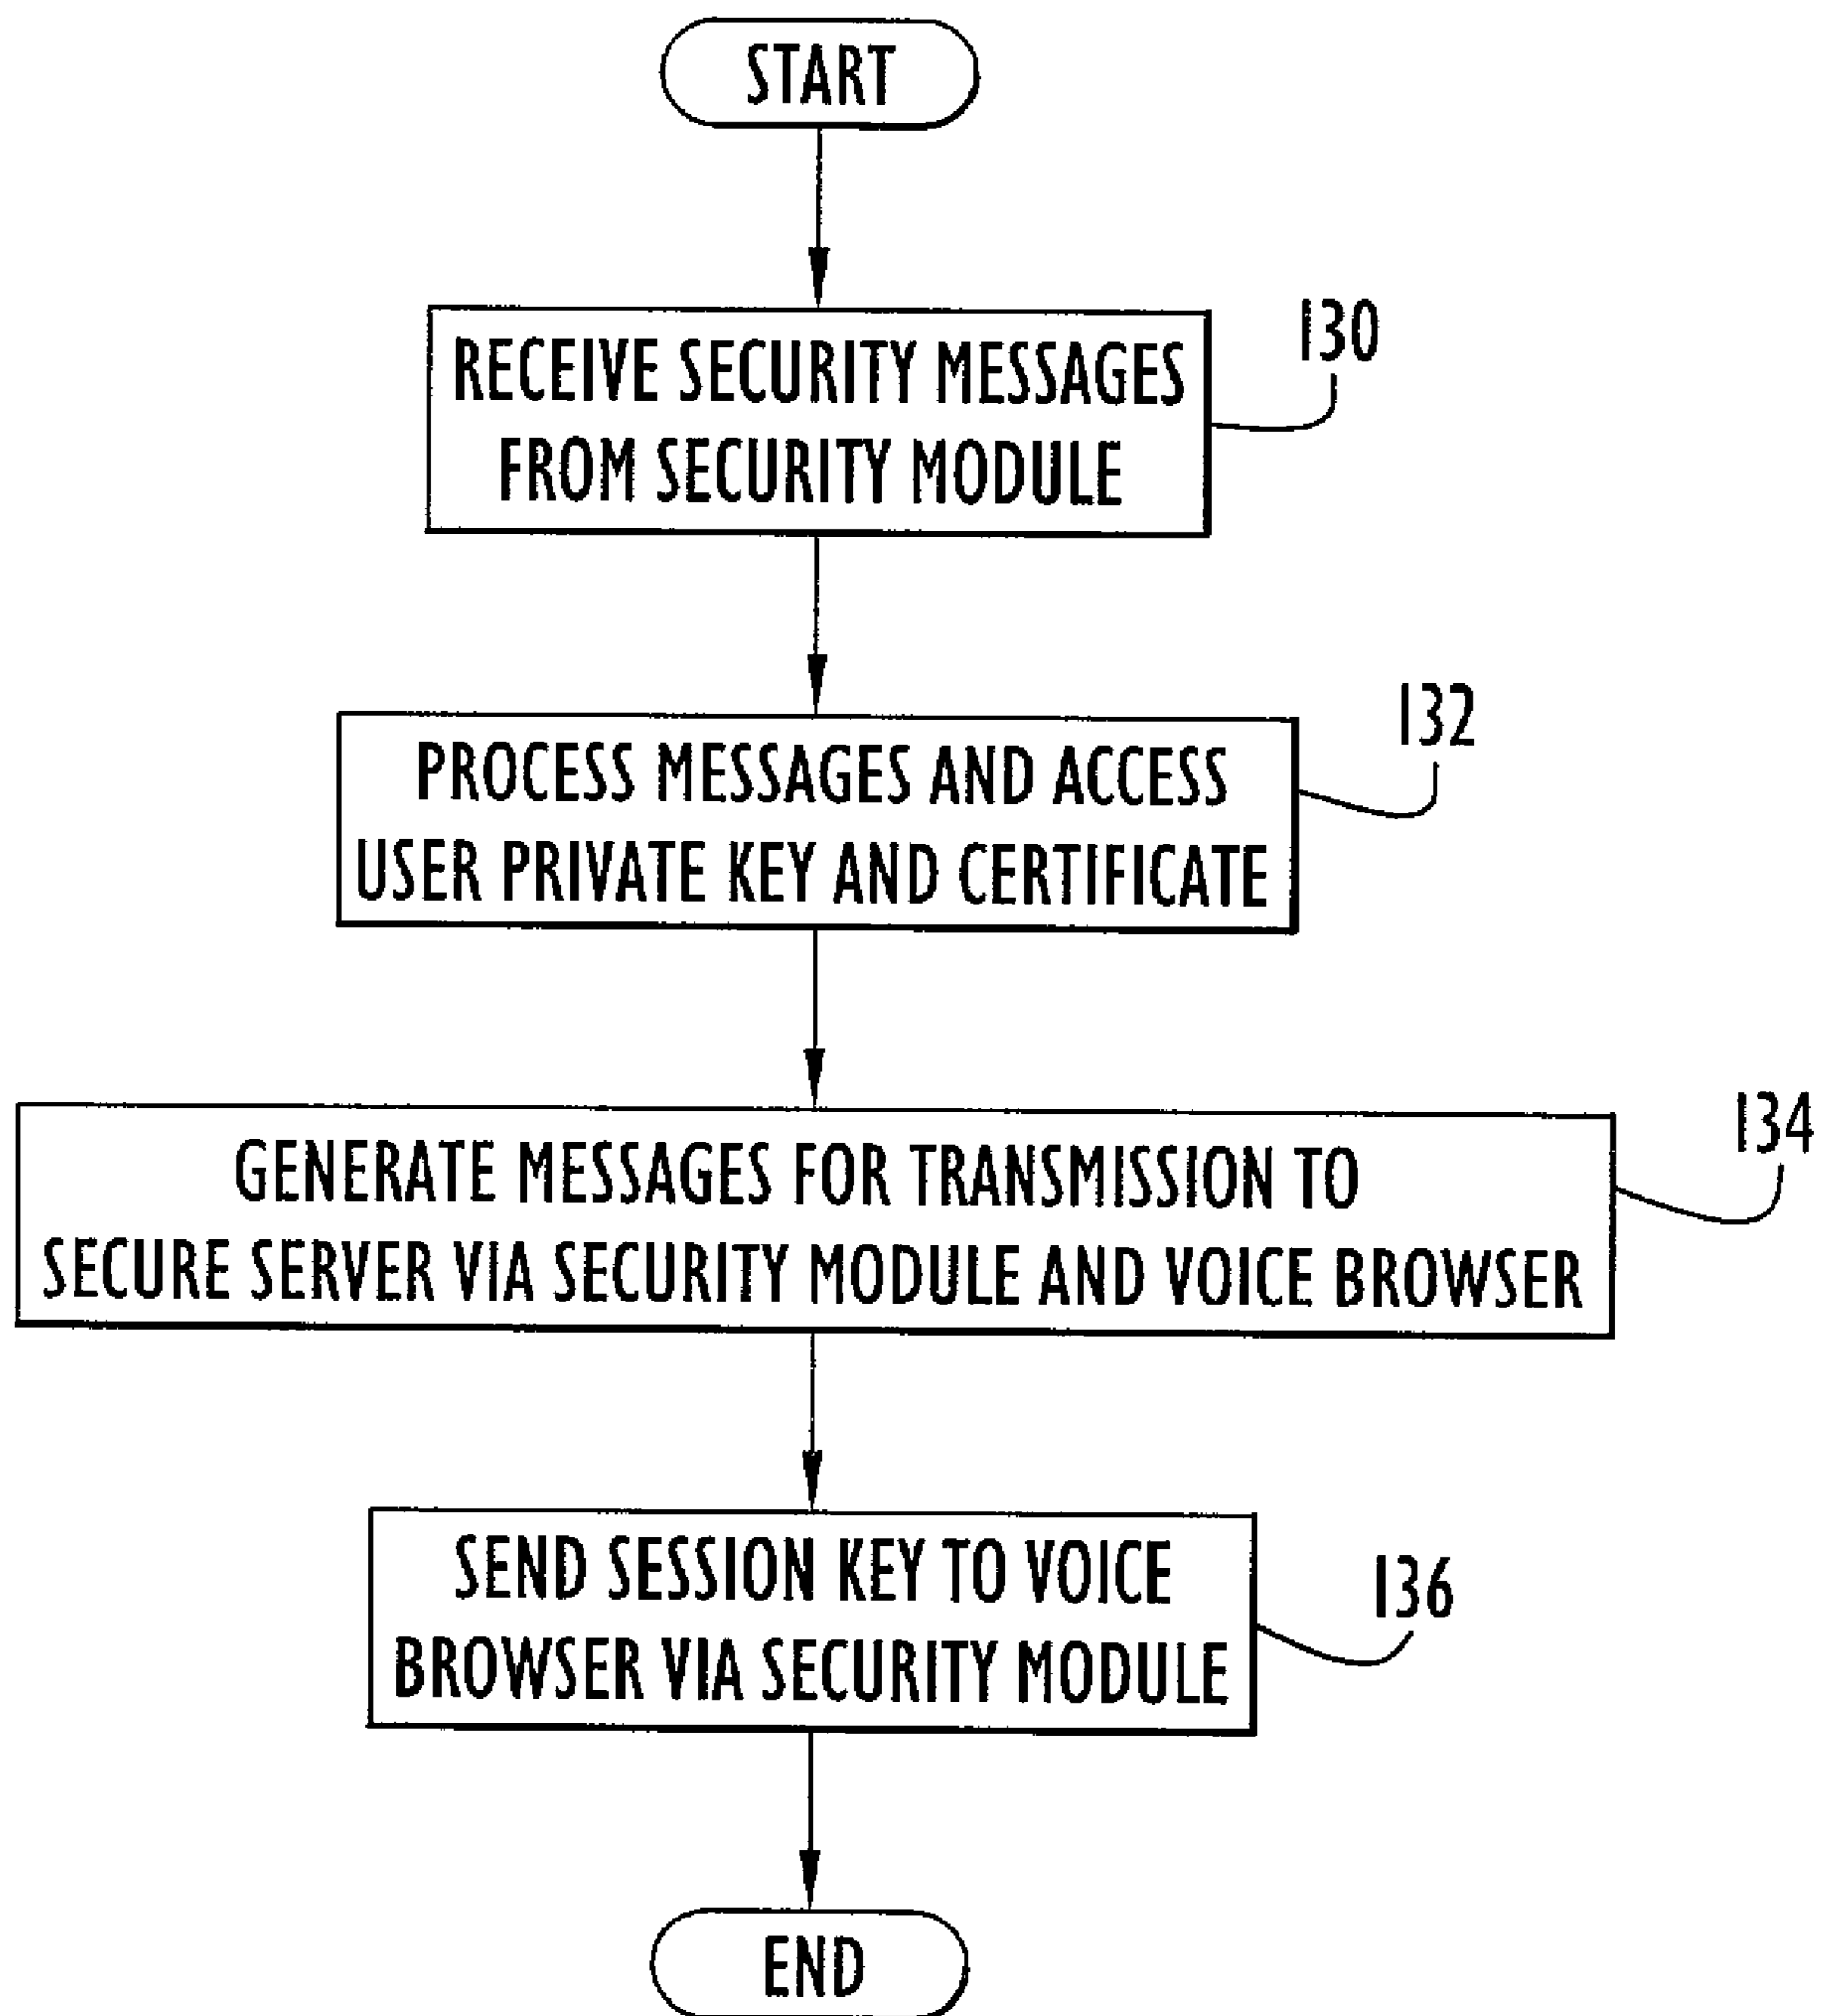 START
RECEIVE SECURITY MESSAGES
FROM SECURITY MODULE
130
PROCESS MESSAGES AND ACCESS
USER PRIVATE KEY AND CERTIFICATE
132
GENERATE MESSAGES FOR TRANSMISSION TO
SECURE SERVER VIA SECURITY MODULE AND VOICE BROWSER
134
SEND SESSION KEY TO VOICE
BROWSER VIA SECURITY MODULE
136
END